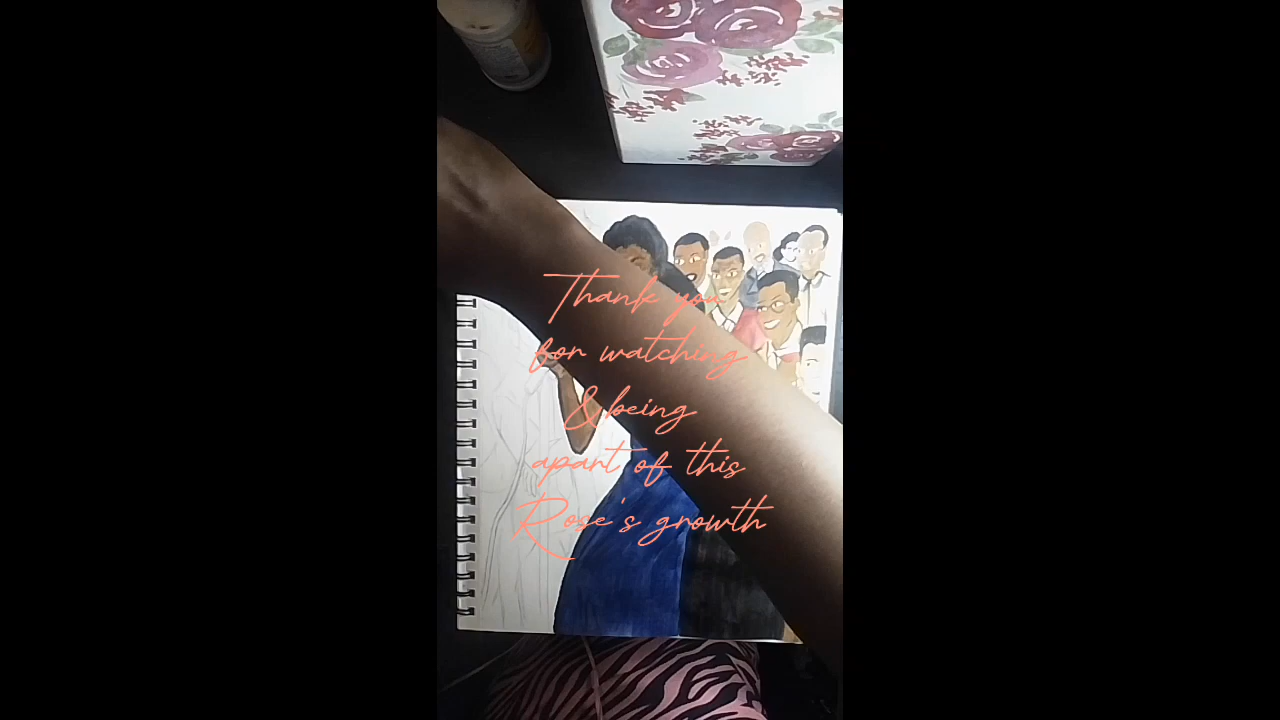 Thank you
for watching
& being
apart of this
Rose's growth